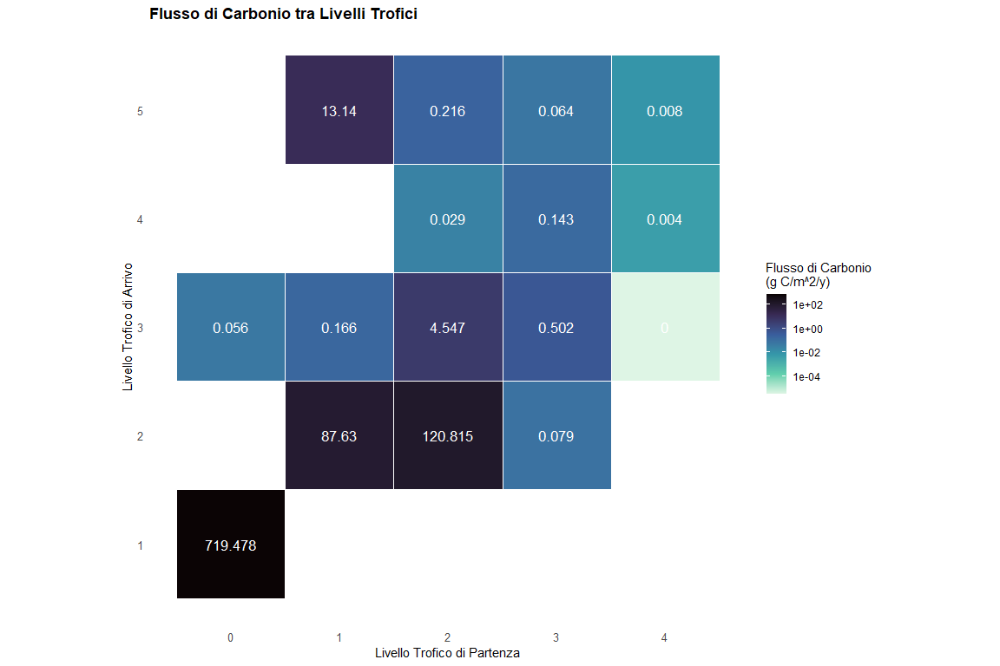 Flusso di Carbonio tra Livelli Trofici
5
13.14
0.216
0.064
0.008
4
0.029
0.143
0.004
Livello Trofico di Arrivo
3
0.056
0.166
4.547
0.502
0
2
87.63
120.815
0.079
1
719.478
0
1
2
3
4
Livello Trofico di Partenza
Flusso di Carbonio
(g C/m^2/y)
1e+02
1e+00
1e-02
1e-04